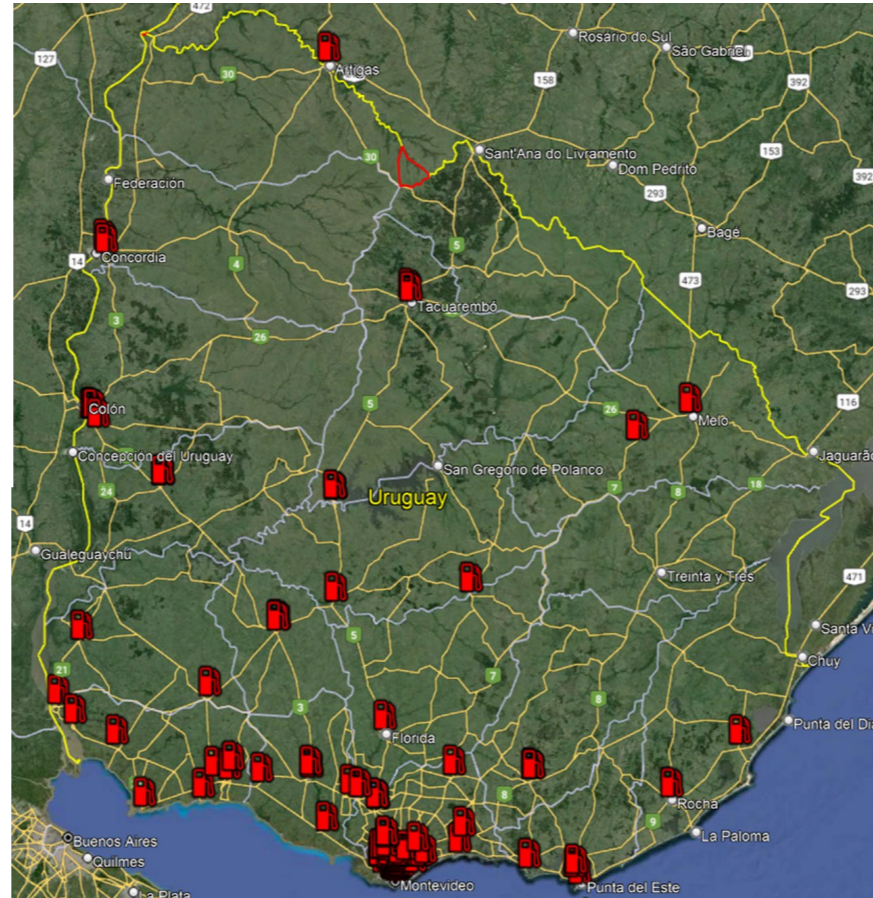 472
Rosário do Sul
São Gabriel
127
30
Artigas
158
392
Sant'Ana do Livramento
153
30
Dom Pedrito
392
Federación
293
Bagé
5
14
Concordia
4
473
293
Tacuarembó
3
5
26
116
5
Colón
26
Melo
Concepción del Uruguay
San Gregorio de Polanco
Jaguarão
24
7
8
18
Uruguay
14
Gualeguaychu
Treinta y Tres
471
5
Santa V
21
7
Chuy
8
3
Punta del Dia
Florida
8
Rocha
9
La Paloma
Buenos Aires
Quilmes
Montevideo
Punta del Este
La Plata